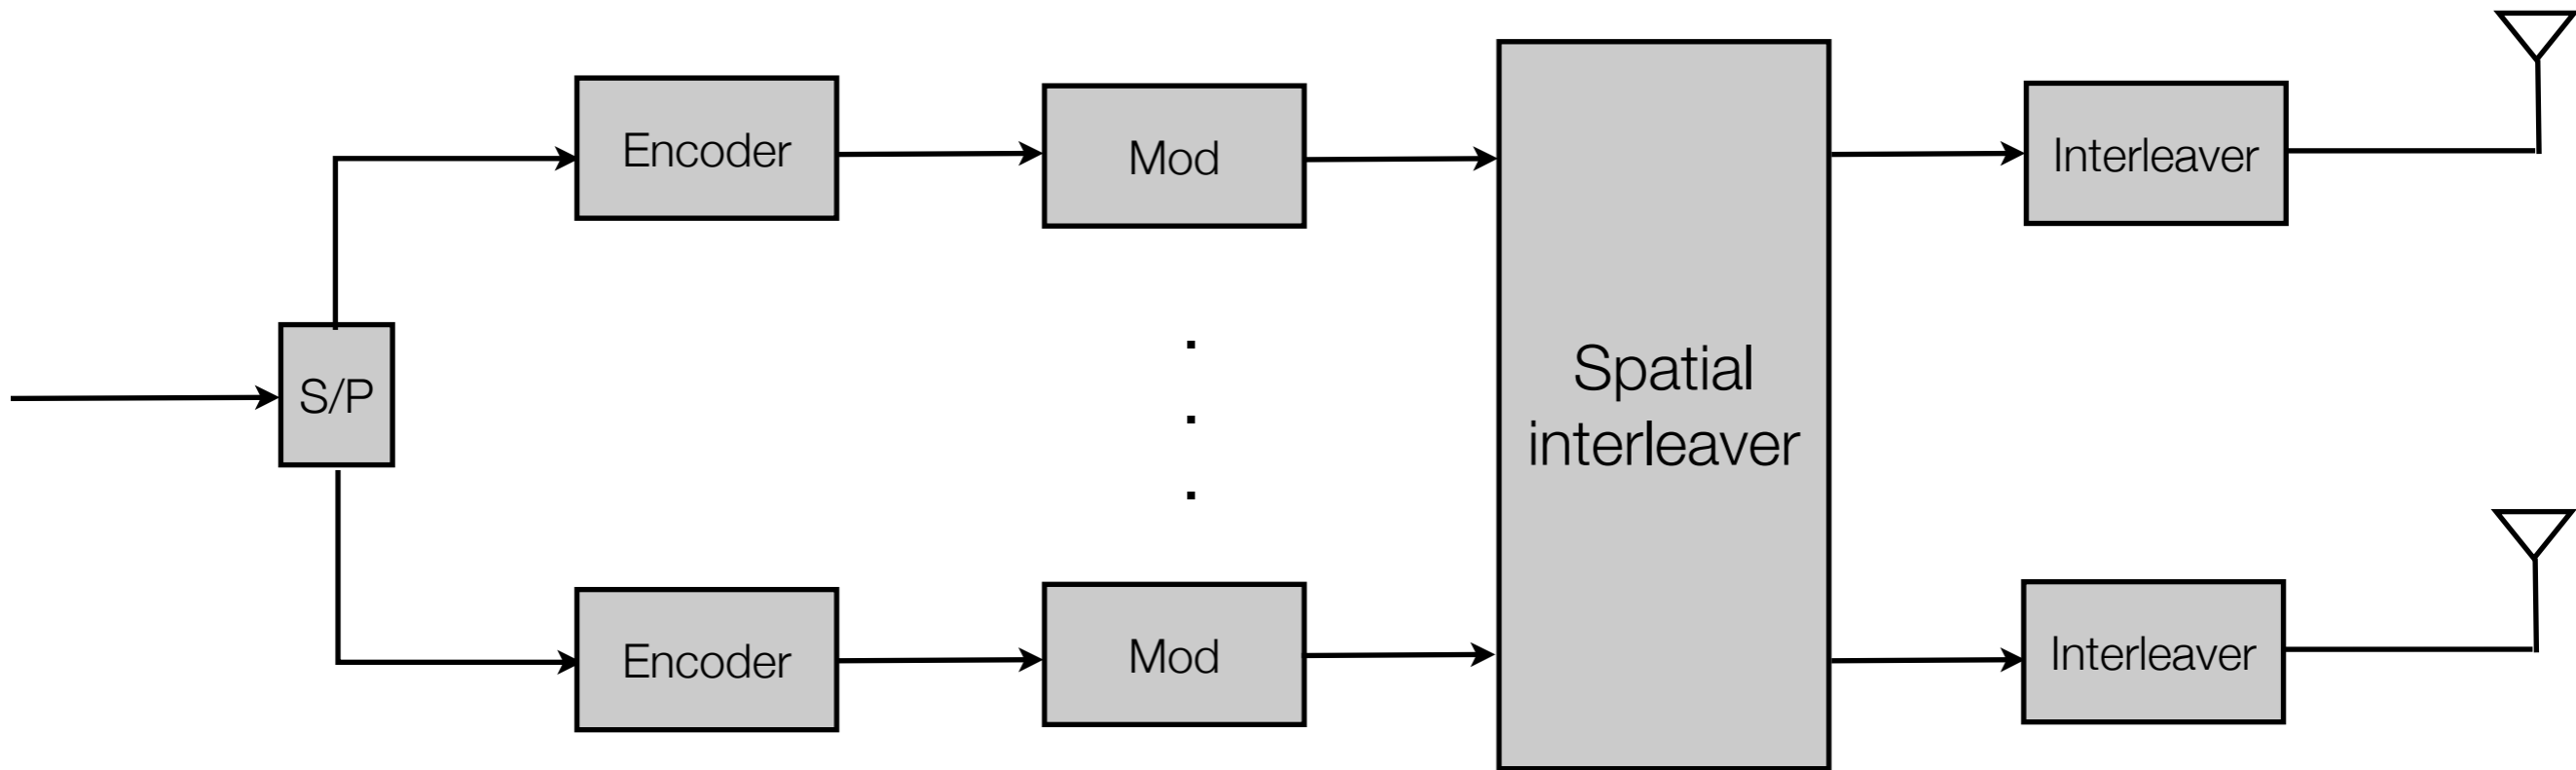 Encoder
Mod
Interleaver
S/P
Spatial
interleaver
Encoder
Mod
Interleaver